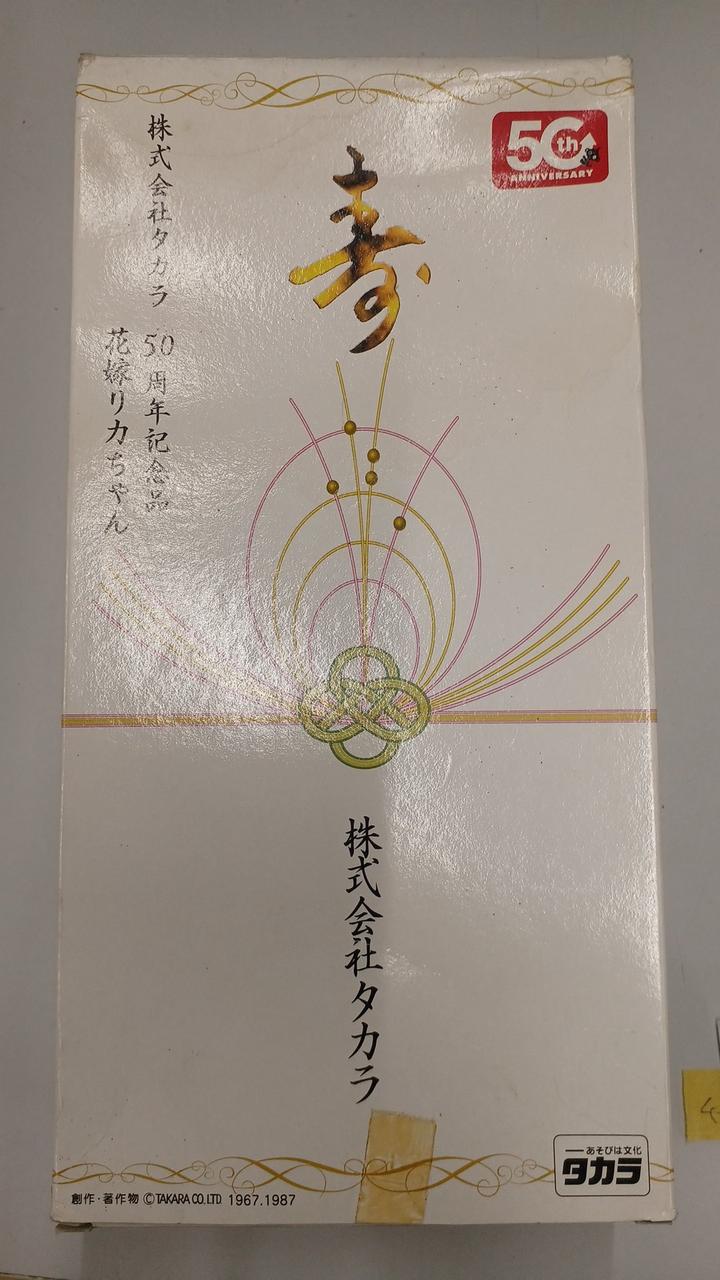 株式会社タカラ
50周年記念品
花嫁リカちゃん
寿
50th
ANNIVERSARY
株式会社タカラ
あそびは文化
タカラ
創作・著作物 ©TAKARA CO.,LTD 1967.1987